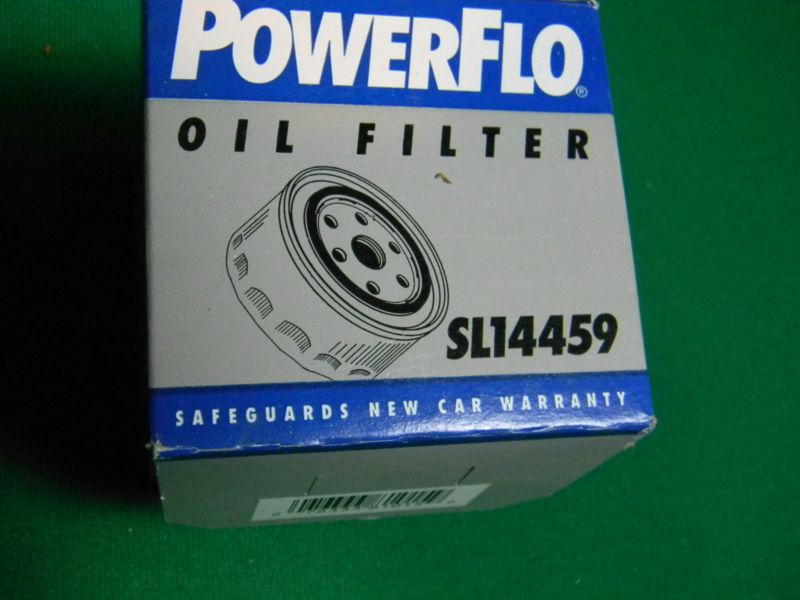 POWERFLO®
OIL FILTER
SL14459
SAFEGUARDS NEW CAR WARRANTY